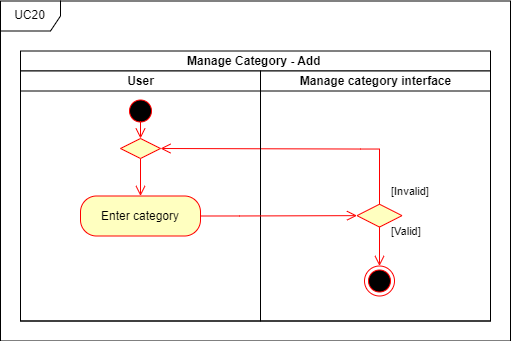 UC20
Manage Category - Add
User
Manage category interface
[Invalid]
Enter category
[Valid]